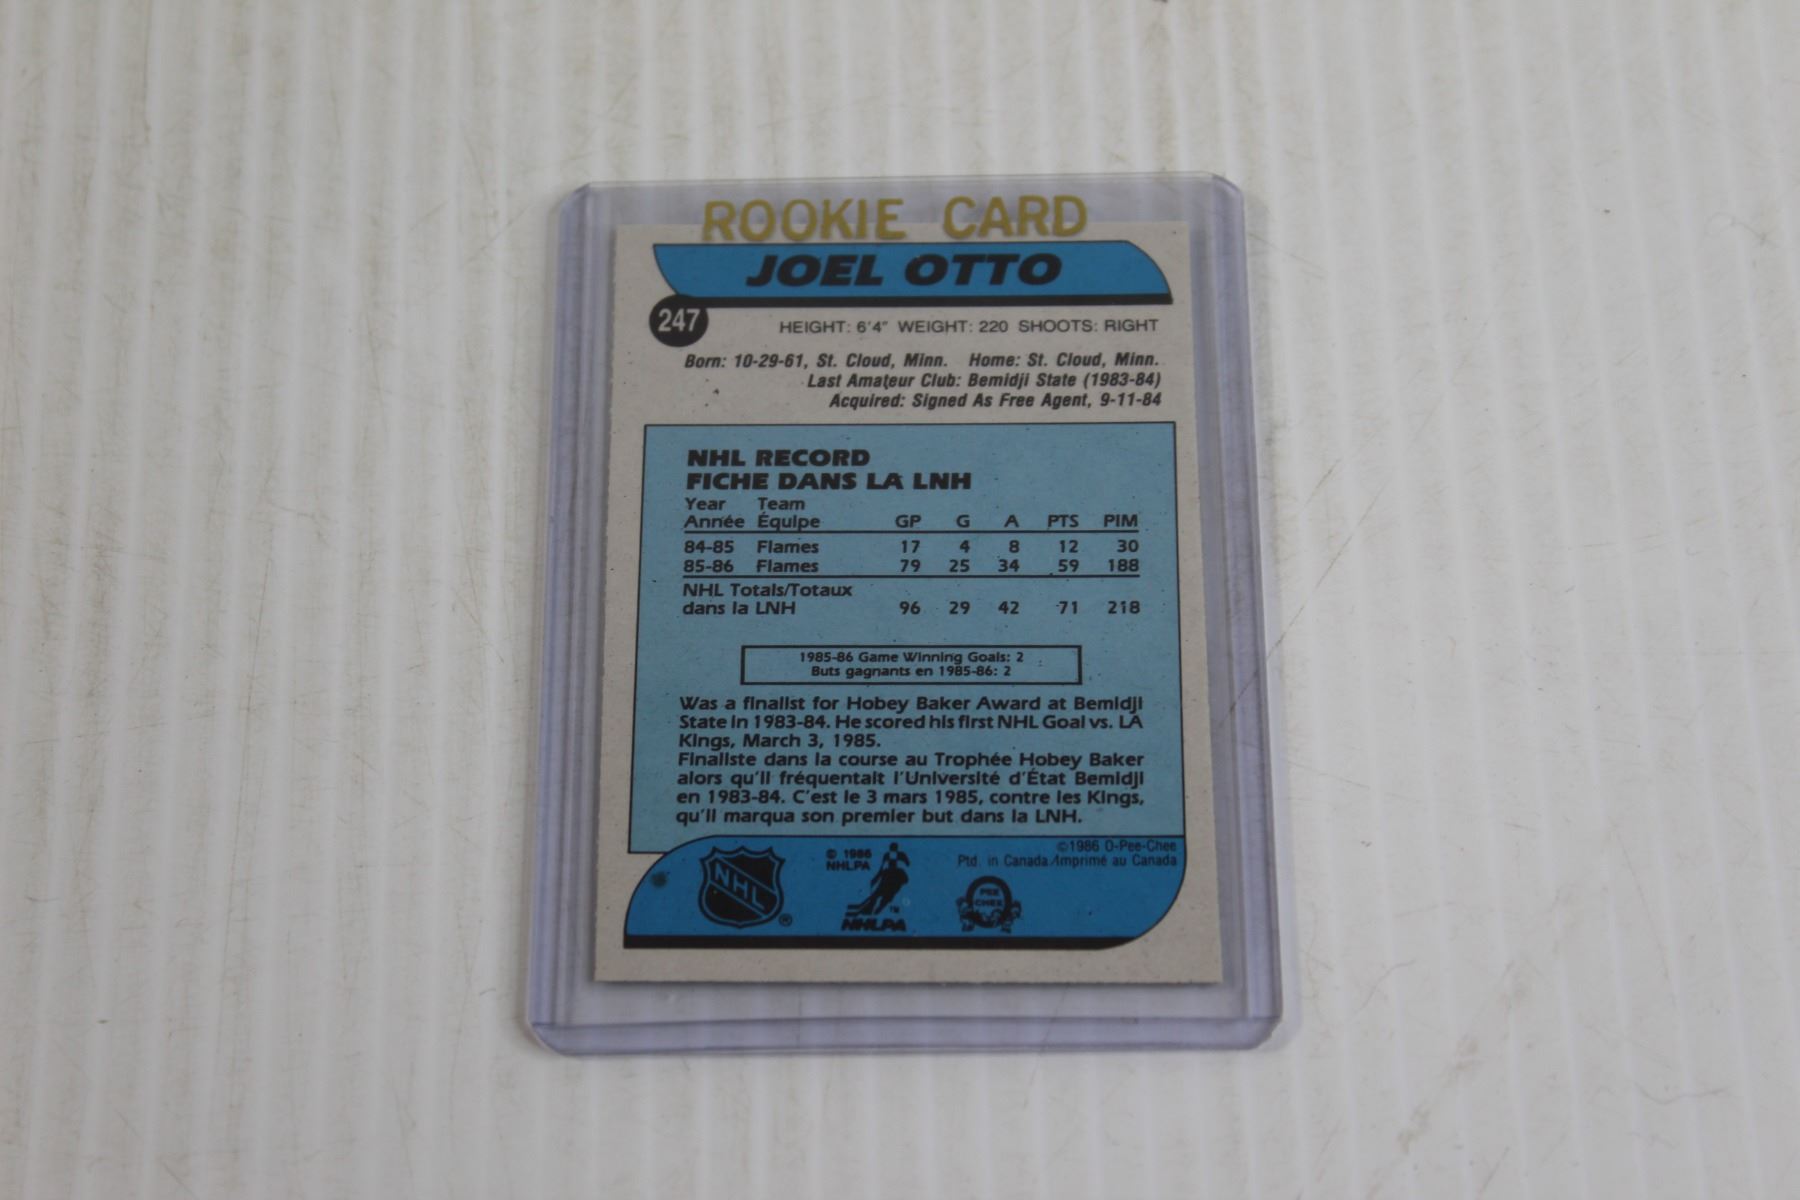 ROOKIE CARD
JOEL OTTO
247
HEIGHT: 6'4" WEIGHT: 220 SHOOTS: RIGHT
Born: 10-29-61, St. Cloud, Minn. Home: St. Cloud, Minn.
Last Amateur Club: Bemidji State (1983-84)
Acquired: Signed As Free Agent, 9-11-84
NHL RECORD
FICHE DANS LA LNH
Year Team
Année Équipe GP G A PTS PIM
84-85 Flames 17 4 8 12 30
85-86 Flames 79 25 34 59 188
NHL Totals/Totaux
dans la LNH 96 29 42 71 218
1985-86 Game Winning Goals: 2
Buts gagnants en 1985-86: 2
Was a finalist for Hobey Baker Award at Bemidji
State in 1983-84. He scored his first NHL Goal vs. LA
Kings, March 3, 1985.
Finaliste dans la course au Trophée Hobey Baker
alors qu'il fréquentait l'Université d'État Bemidji
en 1983-84. C'est le 3 mars 1985, contre les Kings,
qu'il marqua son premier but dans la LNH.
©1986 O-Pee-Chee
Ptd. in Canada/Imprimé au Canada
© 1986
NHLPA
NHL ®
NHLPA ™
PEE
CHEE